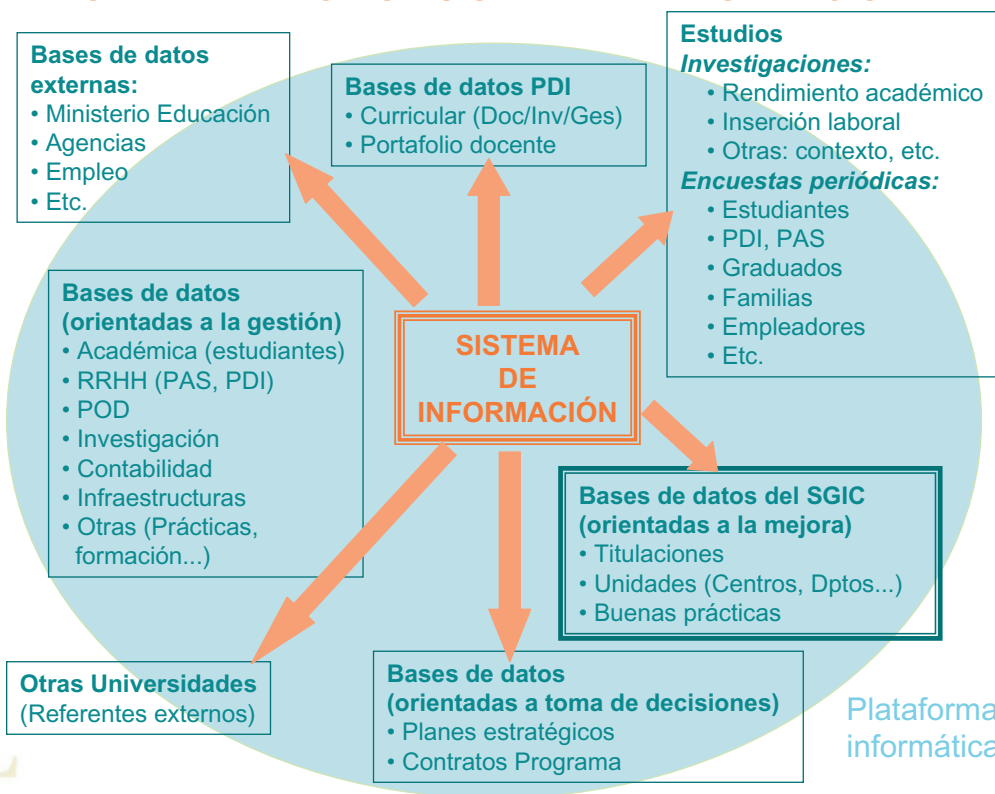 Bases de datos
externas:
• Ministerio Educación
• Agencias
• Empleo
• Etc.
Bases de datos PDI
• Curricular (Doc/Inv/Ges)
• Portafolio docente
Estudios
Investigaciones:
• Rendimiento académico
• Inserción laboral
• Otras: contexto, etc.
Encuestas periódicas:
• Estudiantes
• PDI, PAS
• Graduados
• Familias
• Empleadores
• Etc.
Bases de datos
(orientadas a la gestión)
• Académica (estudiantes)
• RRHH (PAS, PDI)
• POD
• Investigación
• Contabilidad
• Infraestructuras
• Otras (Prácticas,
formación...)
SISTEMA
DE
INFORMACIÓN
Bases de datos del SGIC
(orientadas a la mejora)
• Titulaciones
• Unidades (Centros, Dptos...)
• Buenas prácticas
Otras Universidades
(Referentes externos)
Bases de datos
(orientadas a toma de decisiones)
• Planes estratégicos
• Contratos Programa
Plataforma
informática